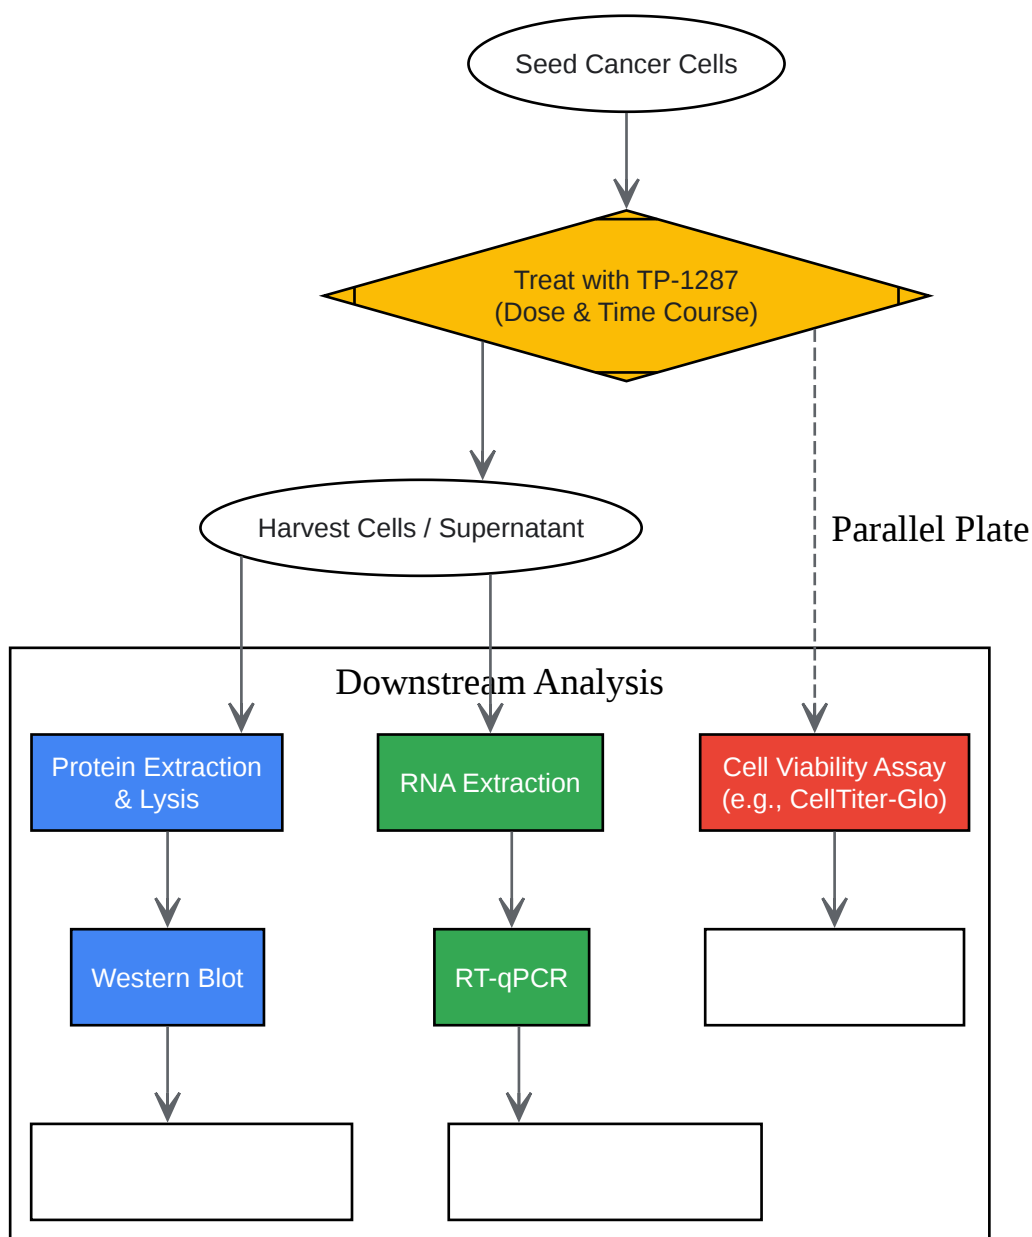 Seed Cancer Cells
Treat with TP-1287
(Dose & Time Course)
Harvest Cells / Supernatant
Parallel Plate
Downstream Analysis
Protein Extraction
& Lysis
RNA Extraction
Cell Viability Assay
(e.g., CellTiter-Glo)
Western Blot
RT-qPCR